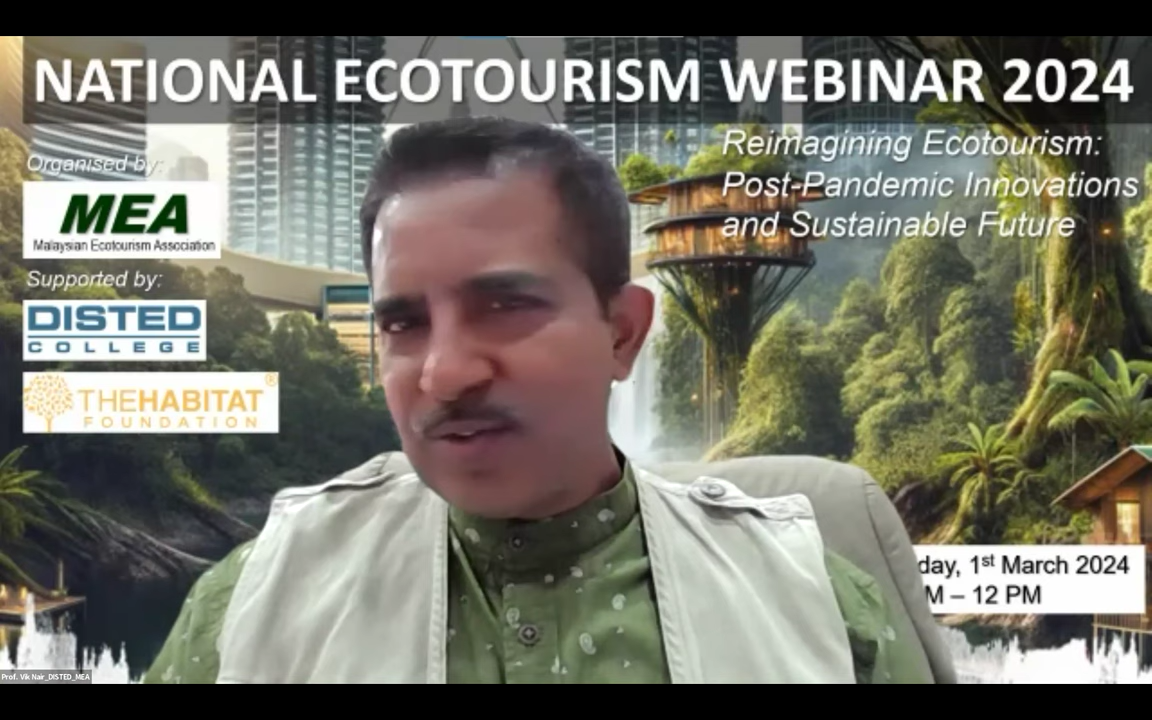 NATIONAL ECOTOURISM WEBINAR 2024
Reimagining Ecotourism:
Post-Pandemic Innovations
and Sustainable Future
Organised by:
MEA
Malaysian Ecotourism Association
Supported by:
DISTED
COLLEGE
THEHABITAT®
FOUNDATION
day, 1st March 2024
M – 12 PM
Prof. Vik Nair_DISTED_MEA